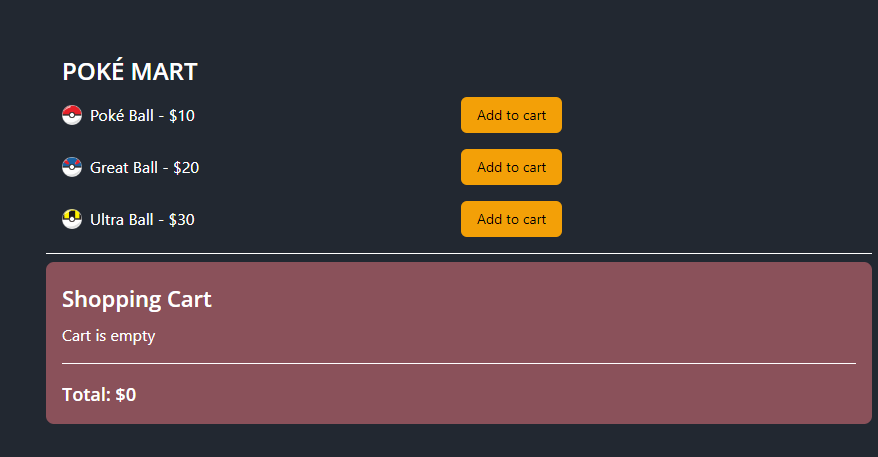 POKÉ MART
Poké Ball - $10 Add to cart
Great Ball - $20 Add to cart
Ultra Ball - $30 Add to cart
Shopping Cart
Cart is empty
Total: $0